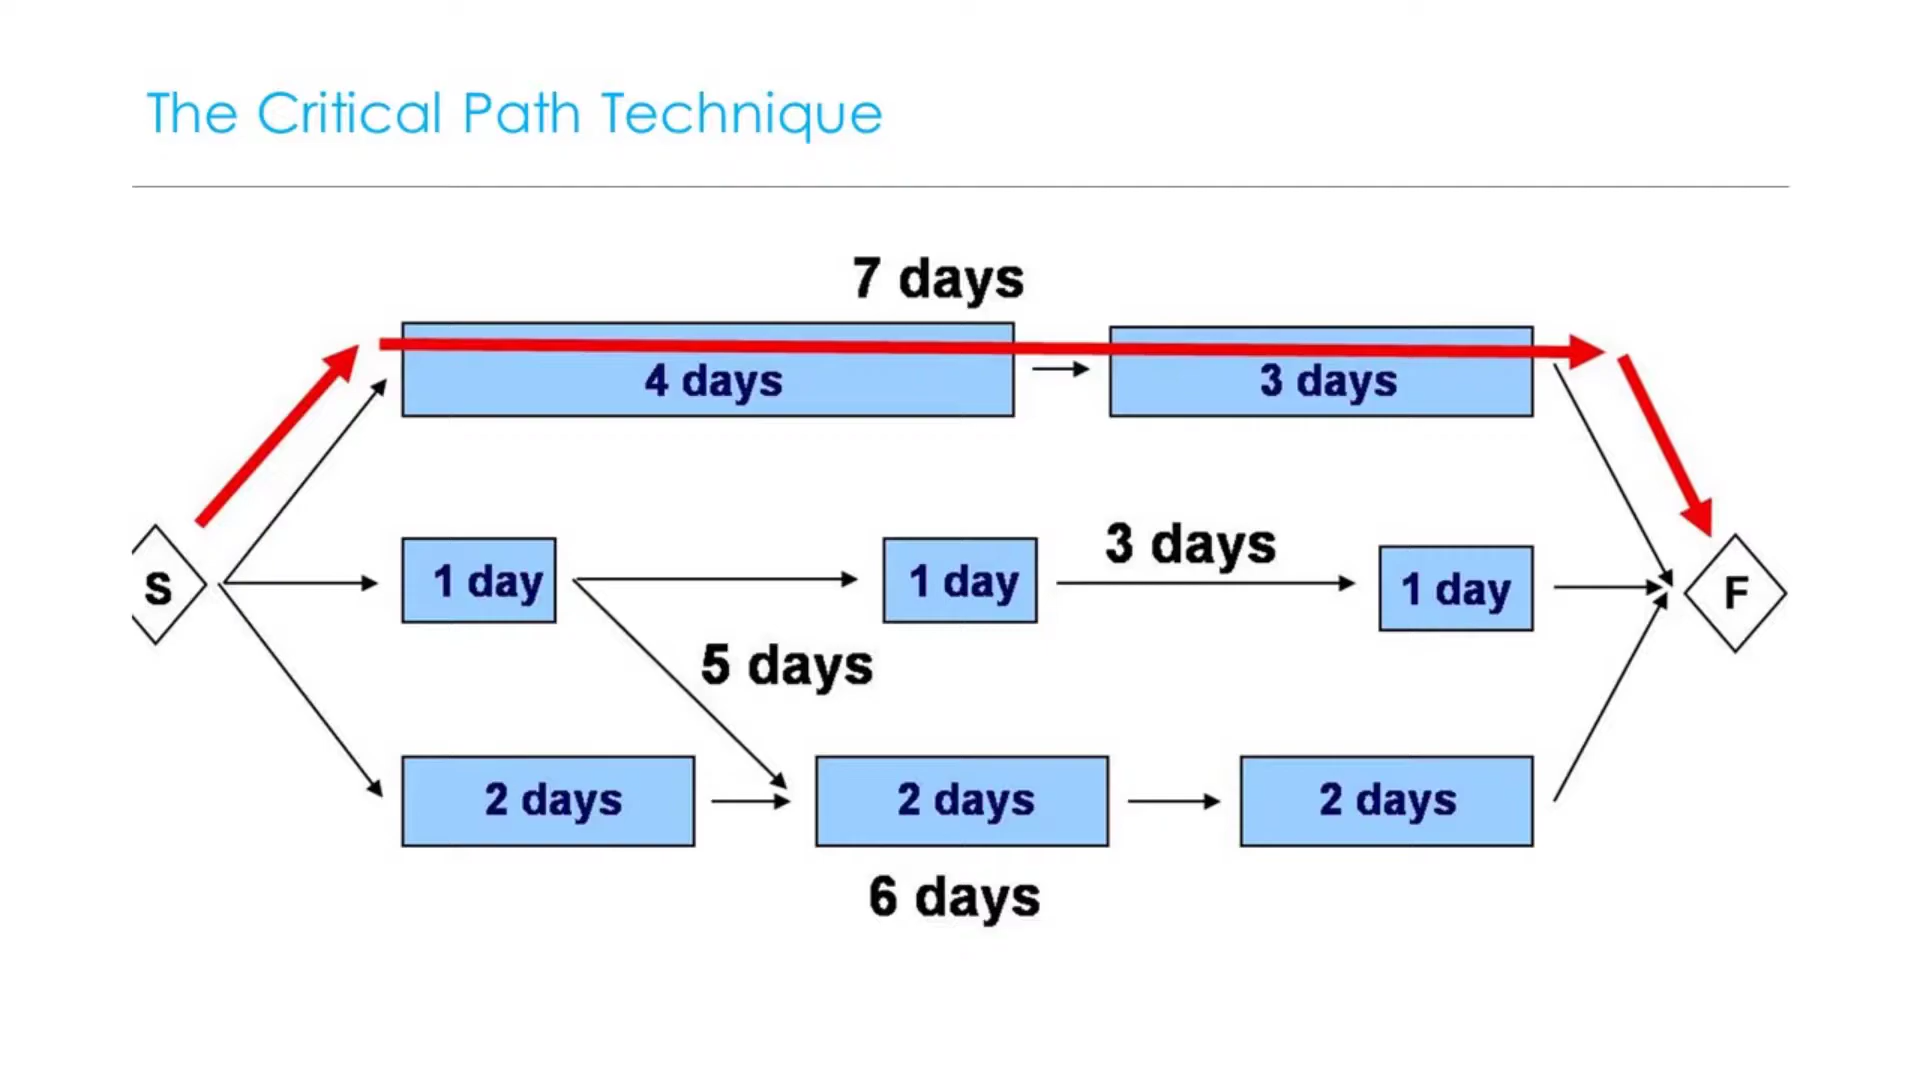 The Critical Path Technique
7 days
4 days
3 days
3 days
S
1 day
1 day
1 day
F
5 days
2 days
2 days
2 days
6 days